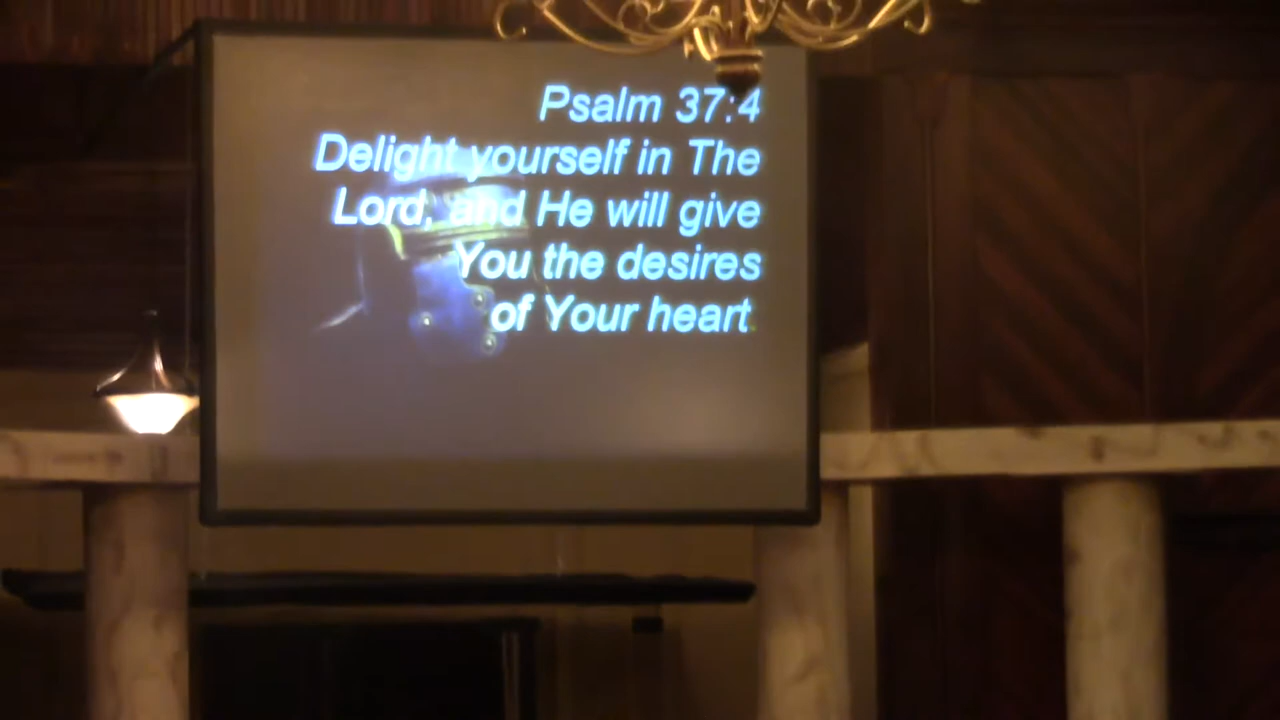 Psalm 37:4
Delight yourself in The
Lord, and He will give
You the desires
of Your heart.